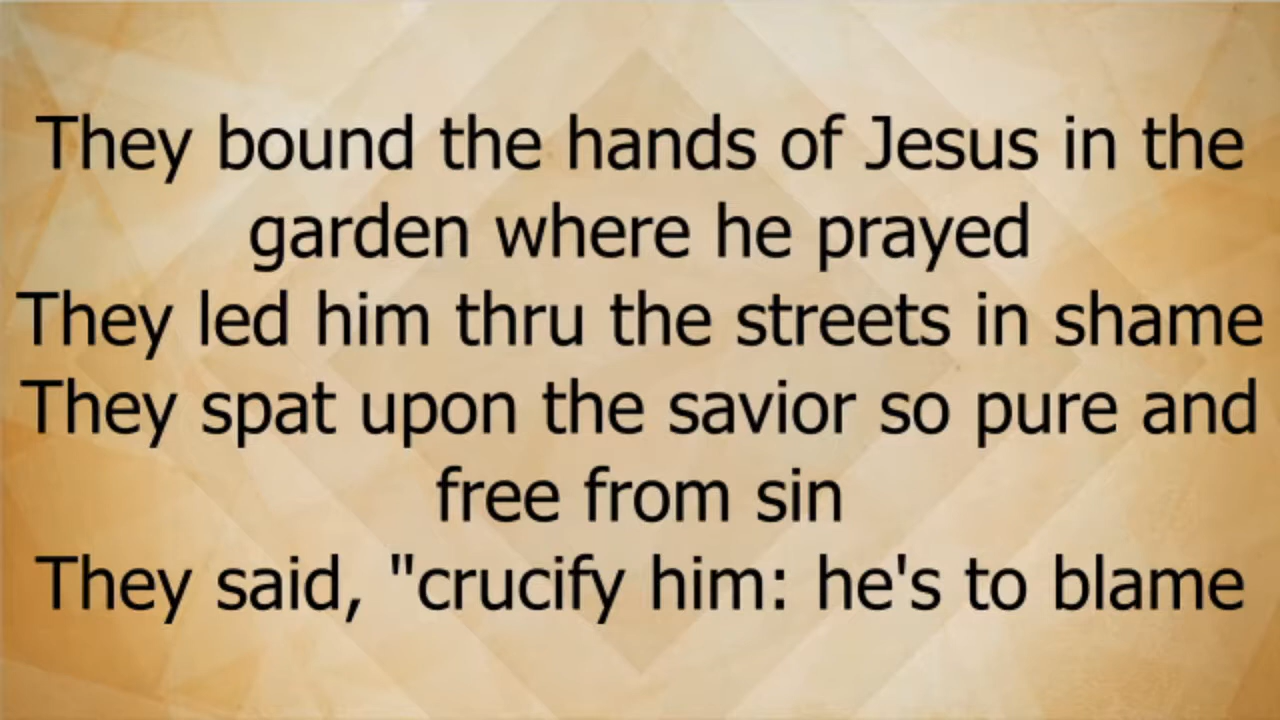 They bound the hands of Jesus in the
garden where he prayed
They led him thru the streets in shame
They spat upon the savior so pure and
free from sin
They said, "crucify him: he's to blame